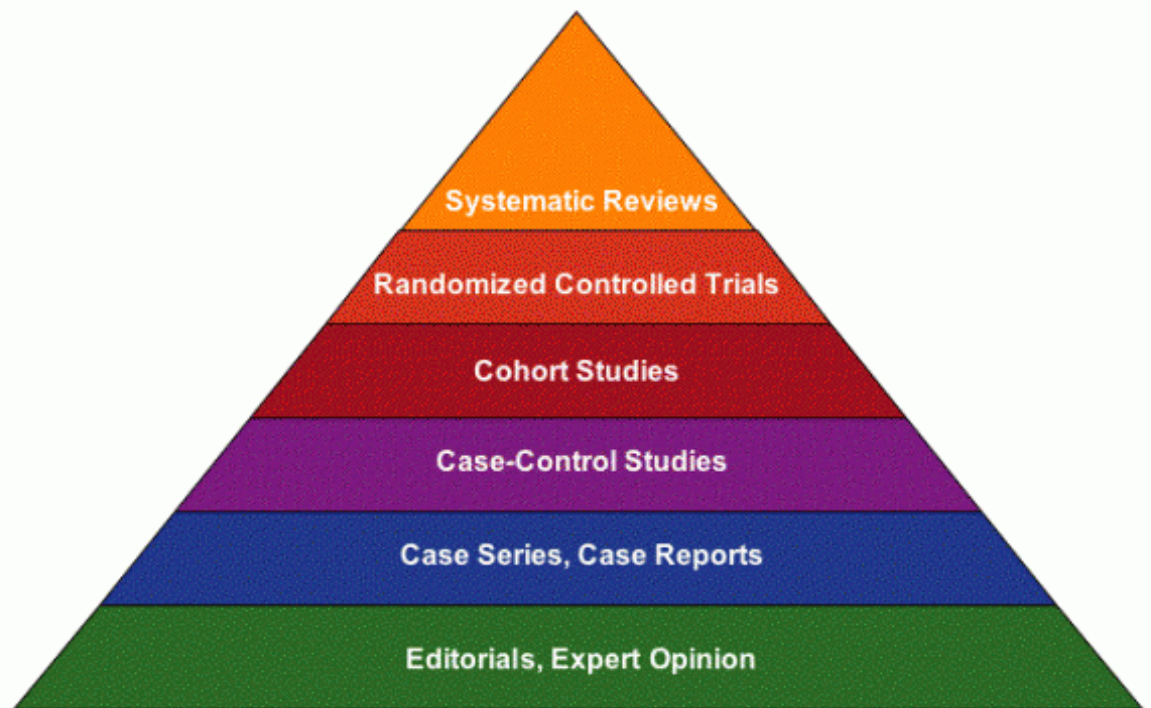 Systematic Reviews
Randomized Controlled Trials
Cohort Studies
Case-Control Studies
Case Series, Case Reports
Editorials, Expert Opinion